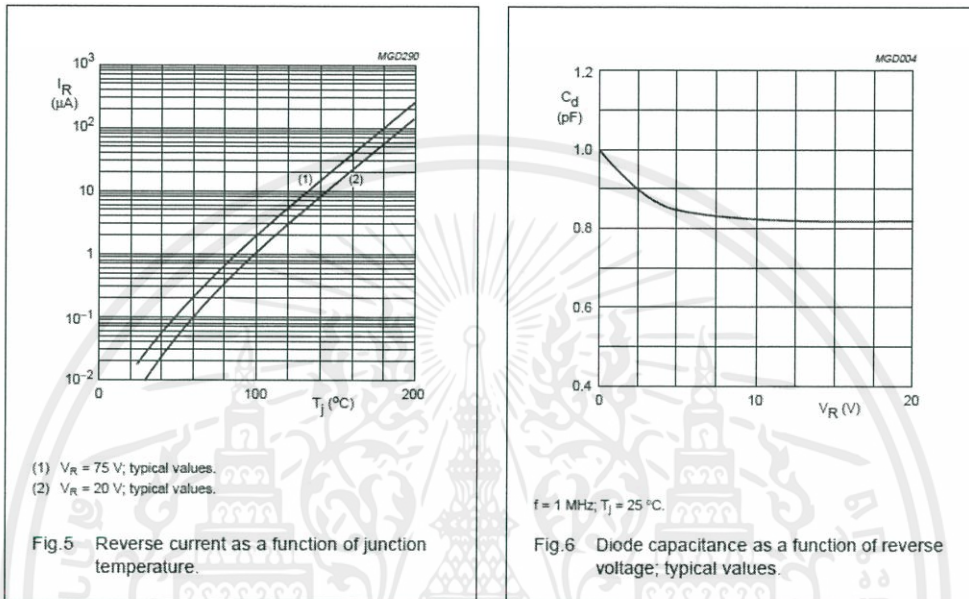 MGD290
I_R
(μA)
10³
10²
10
1
10⁻¹
10⁻²
(1)
(2)
0
100
200
T_j (°C)
(1) V_R = 75 V; typical values.
(2) V_R = 20 V; typical values.
Fig.5 Reverse current as a function of junction
temperature.
MGD004
C_d
(pF)
1.2
1.0
0.8
0.6
0.4
0
10
20
V_R (V)
f = 1 MHz; T_j = 25 °C.
Fig.6 Diode capacitance as a function of reverse
voltage; typical values.